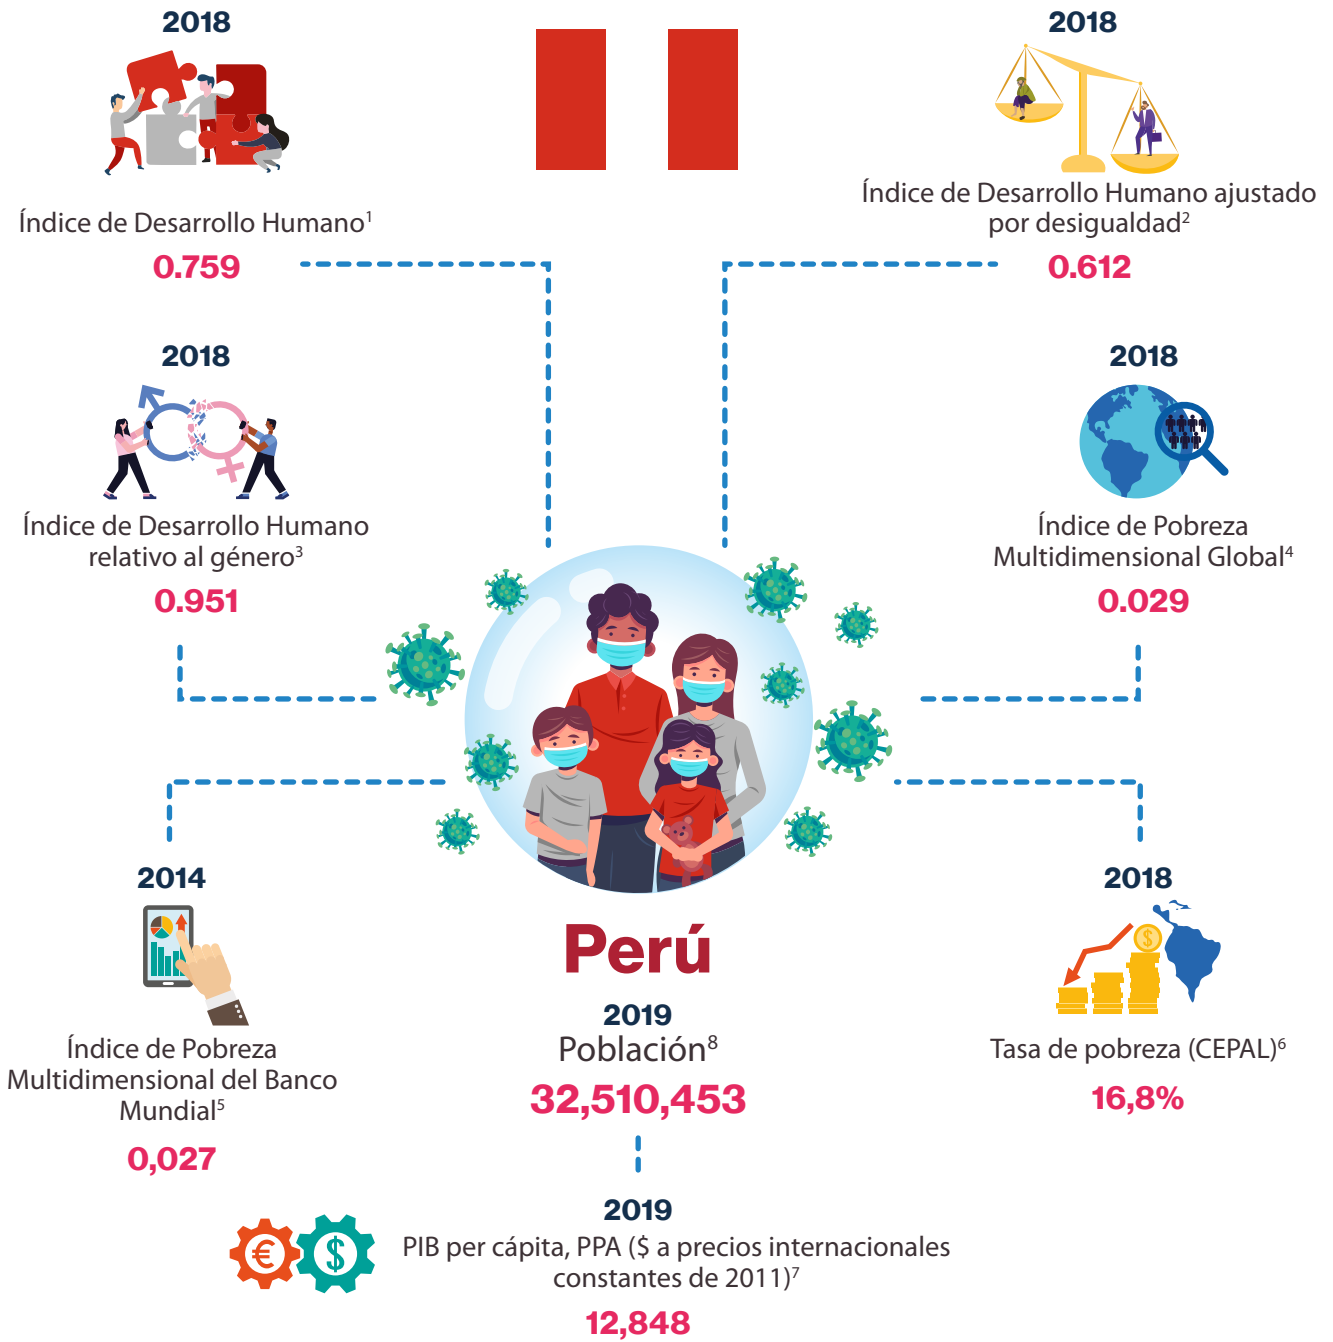 2018
Índice de Desarrollo Humano¹
0.759
2018
Índice de Desarrollo Humano ajustado
por desigualdad²
0.612
2018
Índice de Desarrollo Humano
relativo al género³
0.951
2018
Índice de Pobreza
Multidimensional Global⁴
0.029
2014
Índice de Pobreza
Multidimensional del Banco
Mundial⁵
0,027
Perú
2019
Población⁸
32,510,453
2018
$
Tasa de pobreza (CEPAL)⁶
16,8%
€ $
2019
PIB per cápita, PPA ($ a precios internacionales
constantes de 2011)⁷
12,848